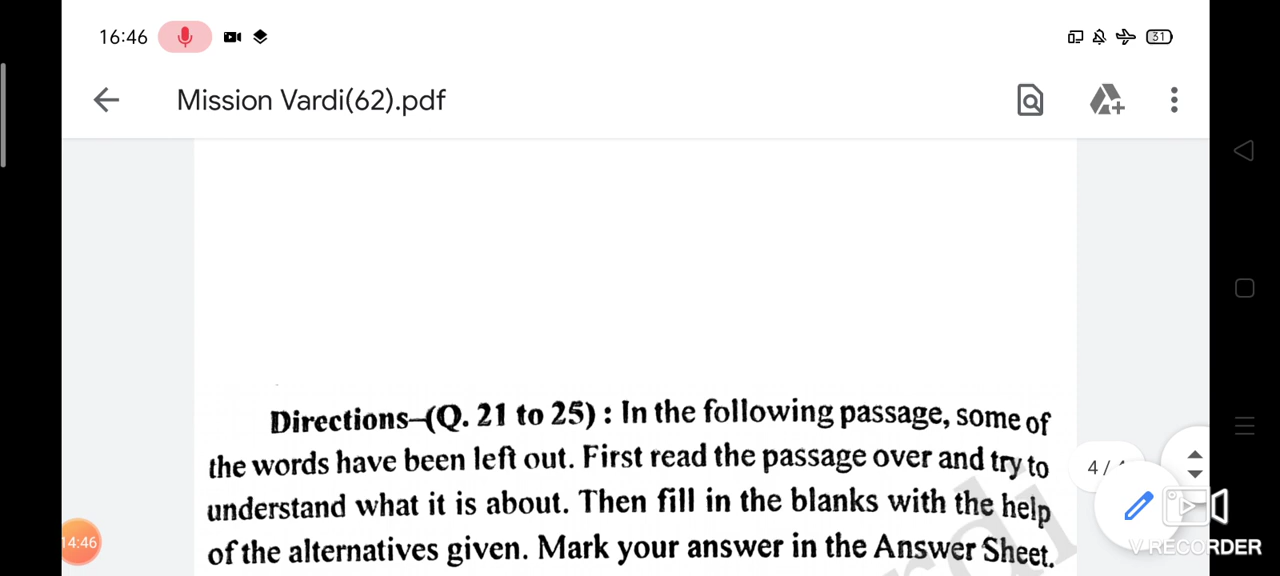 16:46
31
Mission Vardi(62).pdf
Directions–(Q. 21 to 25) : In the following passage, some of
the words have been left out. First read the passage over and try to
understand what it is about. Then fill in the blanks with the help
of the alternatives given. Mark your answer in the Answer Sheet.
4 /
14:46
V RECORDER